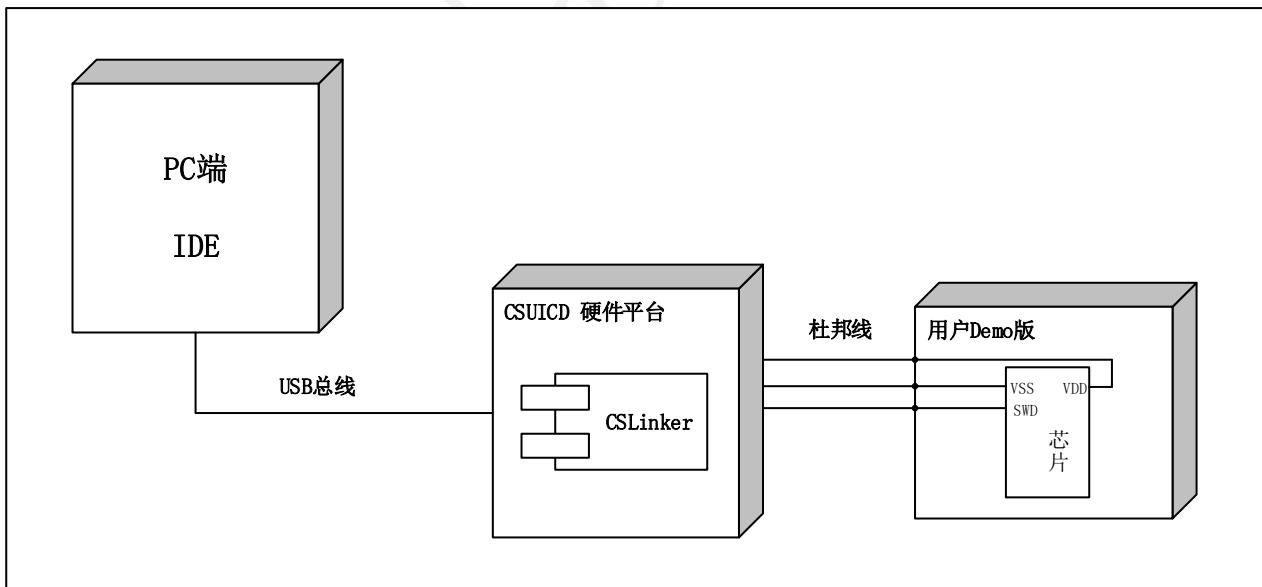 PC端
IDE
USB总线
CSUICD 硬件平台
CSLinker
杜邦线
用户Demo版
VSS VDD
SWD
芯
片